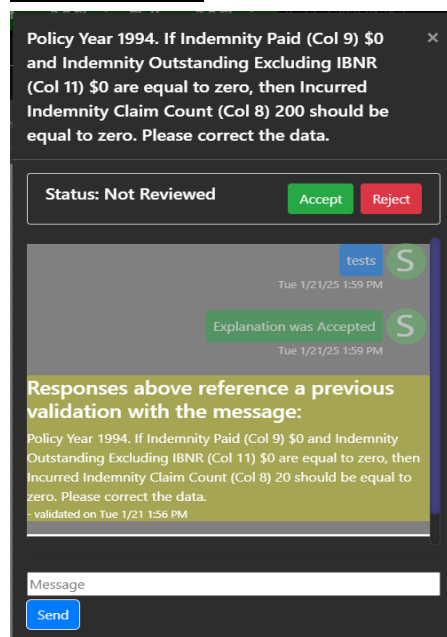 Policy Year 1994. If Indemnity Paid (Col 9) $0 ×
and Indemnity Outstanding Excluding IBNR
(Col 11) $0 are equal to zero, then Incurred
Indemnity Claim Count (Col 8) 200 should be
equal to zero. Please correct the data.
Status: Not Reviewed Accept Reject
tests S
Tue 1/21/25 1:59 PM
Explanation was Accepted S
Tue 1/21/25 1:59 PM
Responses above reference a previous
validation with the message:
Policy Year 1994. If Indemnity Paid (Col 9) $0 and Indemnity
Outstanding Excluding IBNR (Col 11) $0 are equal to zero, then
Incurred Indemnity Claim Count (Col 8) 20 should be equal to
zero. Please correct the data.
- validated on Tue 1/21 1:56 PM
Message
Send